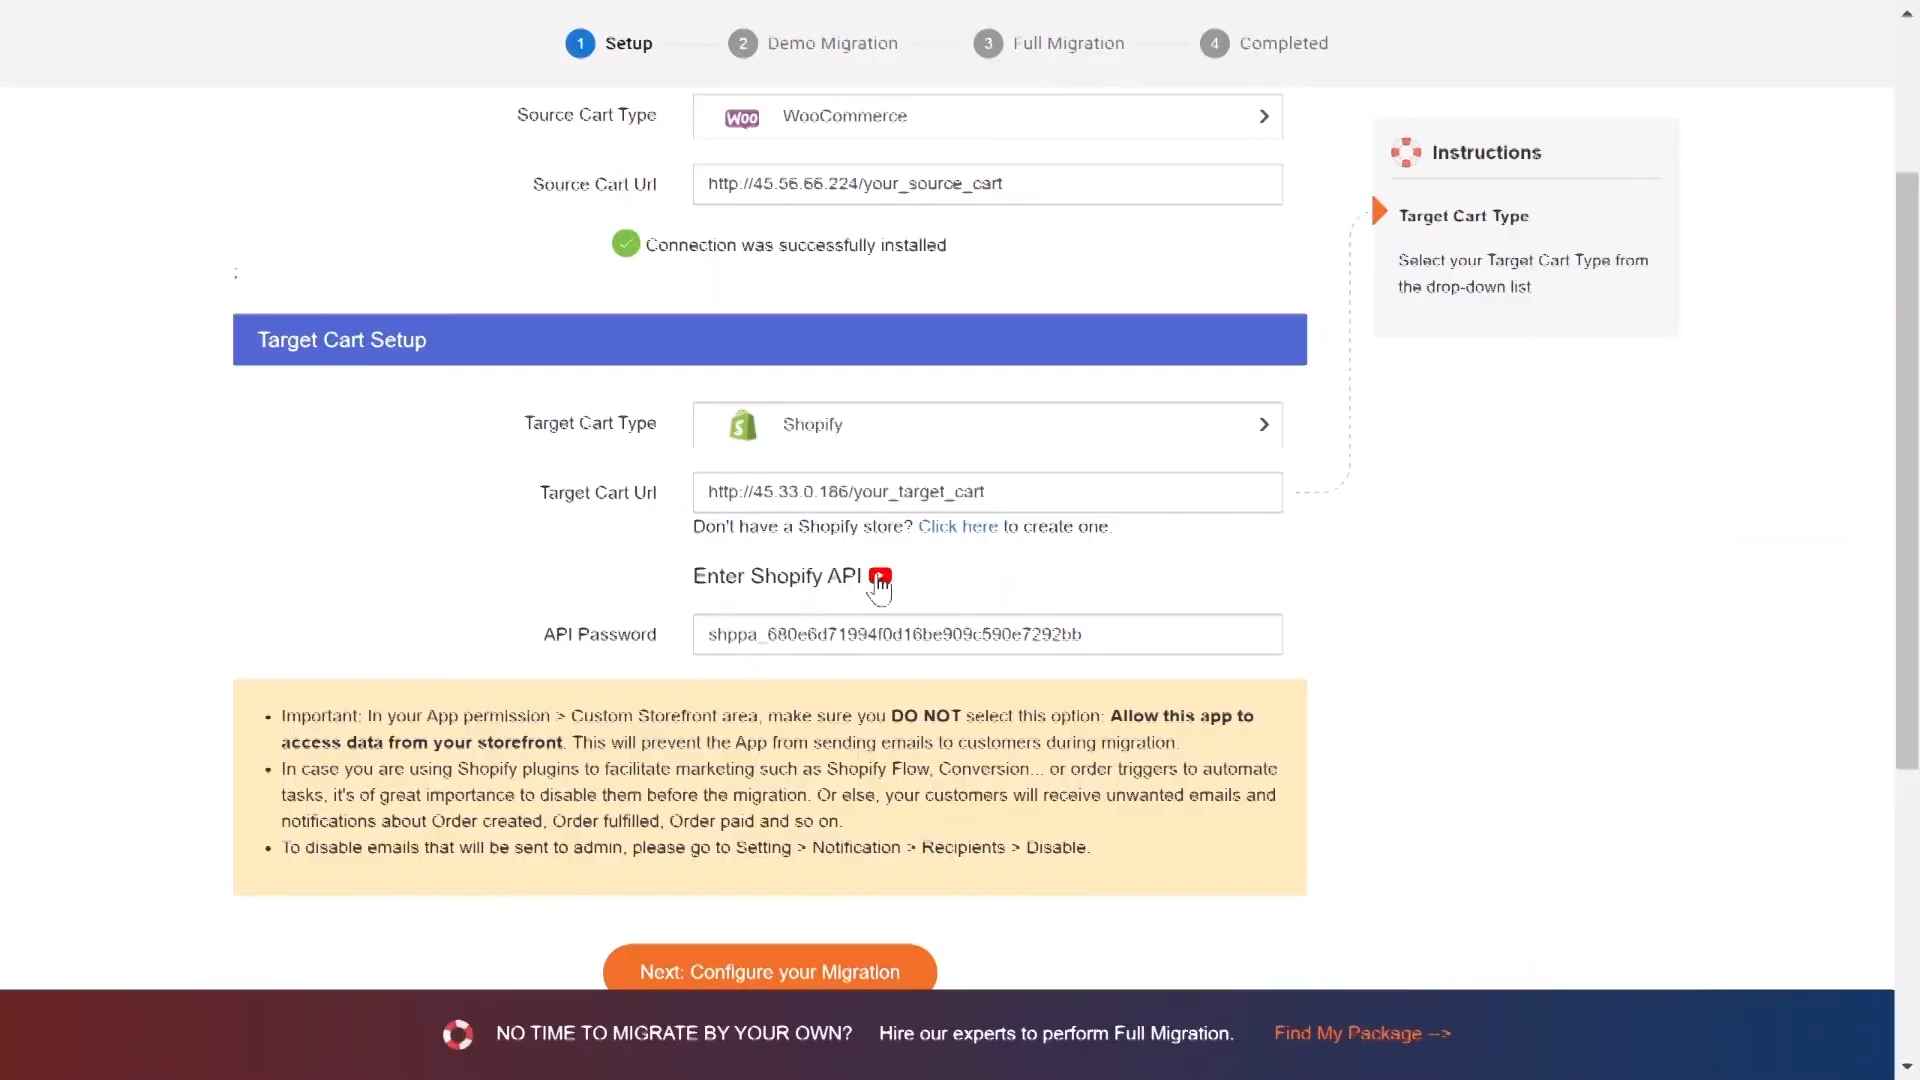 1 Setup 2 Demo Migration 3 Full Migration 4 Completed
Source Cart Type Woo WooCommerce
Source Cart Url http://45.56.66.224/your_source_cart
Connection was successfully installed
;
Instructions
Target Cart Type
Select your Target Cart Type from
the drop-down list
Target Cart Setup
Target Cart Type Shopify
Target Cart Url http://45.33.0.186/your_target_cart
Don't have a Shopify store? Click here to create one.
Enter Shopify API
API Password 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
• Important: In your App permission > Custom Storefront area, make sure you DO NOT select this option: Allow this app to
access data from your storefront. This will prevent the App from sending emails to customers during migration.
• In case you are using Shopify plugins to facilitate marketing such as Shopify Flow, Conversion... or order triggers to automate
tasks, it's of great importance to disable them before the migration. Or else, your customers will receive unwanted emails and
notifications about Order created, Order fulfilled, Order paid and so on.
• To disable emails that will be sent to admin, please go to Setting > Notification > Recipients > Disable.
Next: Configure your Migration
NO TIME TO MIGRATE BY YOUR OWN? Hire our experts to perform Full Migration. Find My Package -->